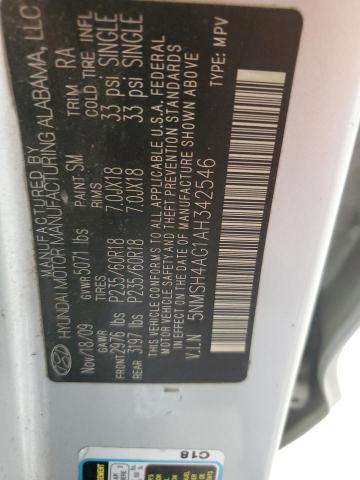 HYUNDAI MOTOR MANUFACTURING ALABAMA, LLC
Nov/18/09 GVWR 5071 lbs PAINT: SM TRIM RA
GAWR TIRES RIMS COLD TIRE INFL
FRONT 2976 lbs P235/60R18 7.0JX18 33 psi SINGLE
REAR 3197 lbs P235/60R18 7.0JX18 33 psi SINGLE
THIS VEHICLE CONFORMS TO ALL APPLICABLE U.S.A. FEDERAL
MOTOR VEHICLE SAFETY, BUMPER, AND THEFT PREVENTION
STANDARDS IN EFFECT ON THE DATE OF MANUFACTURE SHOWN ABOVE
V.I.N 5NMSH4AG1AH342546 TYPE: MPV
C18